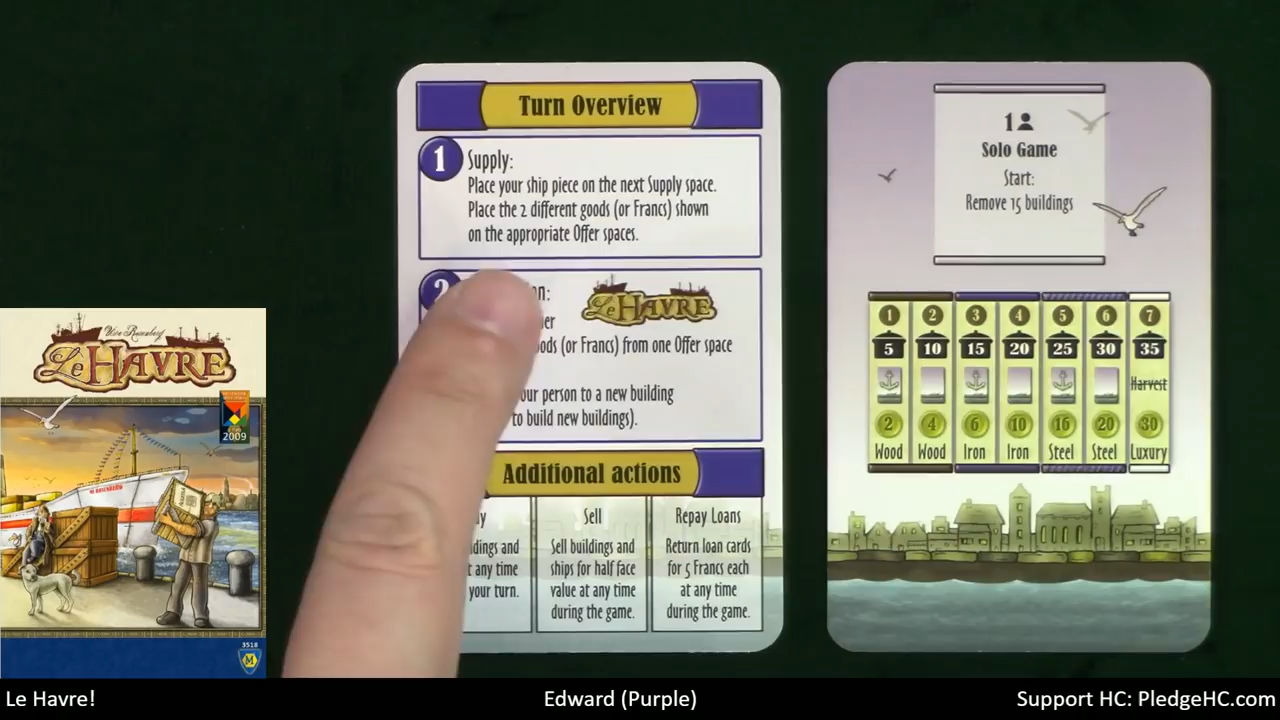 Turn Overview
1
Supply:
Place your ship piece on the next Supply space.
Place the 2 different goods (or Francs) shown
on the appropriate Offer spaces.
2
LE HAVRE
(or Francs) from one Offer space
person to a new building
to build new buildings).
Additional actions
and
at any time
your turn.
Sell
Sell buildings and
ships for half face
value at any time
during the game.
Repay Loans
Return loan cards
for 5 Francs each
at any time
during the game.
1
Solo Game
Start:
Remove 15 buildings
1 2 3 4 5 6 7
5 10 15 20 25 30 35
Harvest
2 4 6 10 16 20 30
Wood Wood Iron Iron Steel Steel Luxury
Uwe Rosenberg
LE HAVRE
2009
3518
M
Le Havre!
Edward (Purple)
Support HC: PledgeHC.com